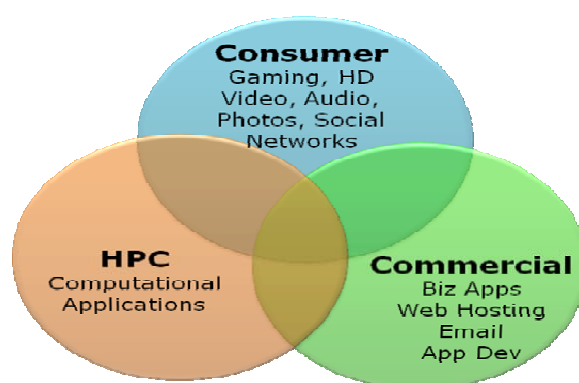 Consumer
Gaming, HD
Video, Audio,
Photos, Social
Networks
HPC
Computational
Applications
Commercial
Biz Apps
Web Hosting
Email
App Dev